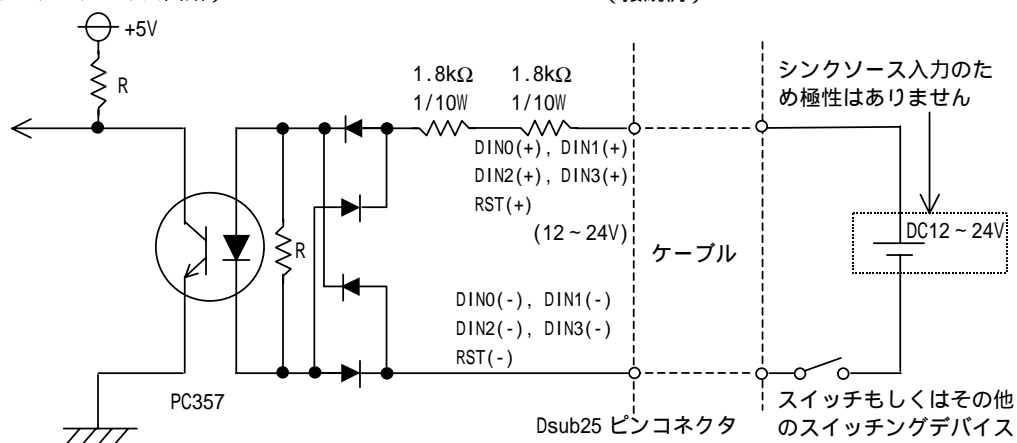 +5V
R
1.8kΩ 1.8kΩ
1/10W 1/10W
シンクソース入力のた
め極性はありません
DIN0(+), DIN1(+)
DIN2(+), DIN3(+)
RST(+)
(12～24V)
ケーブル
DC12～24V
R
DIN0(-), DIN1(-)
DIN2(-), DIN3(-)
RST(-)
PC357
Dsub25 ピンコネクタ
スイッチもしくはその他
のスイッチングデバイス